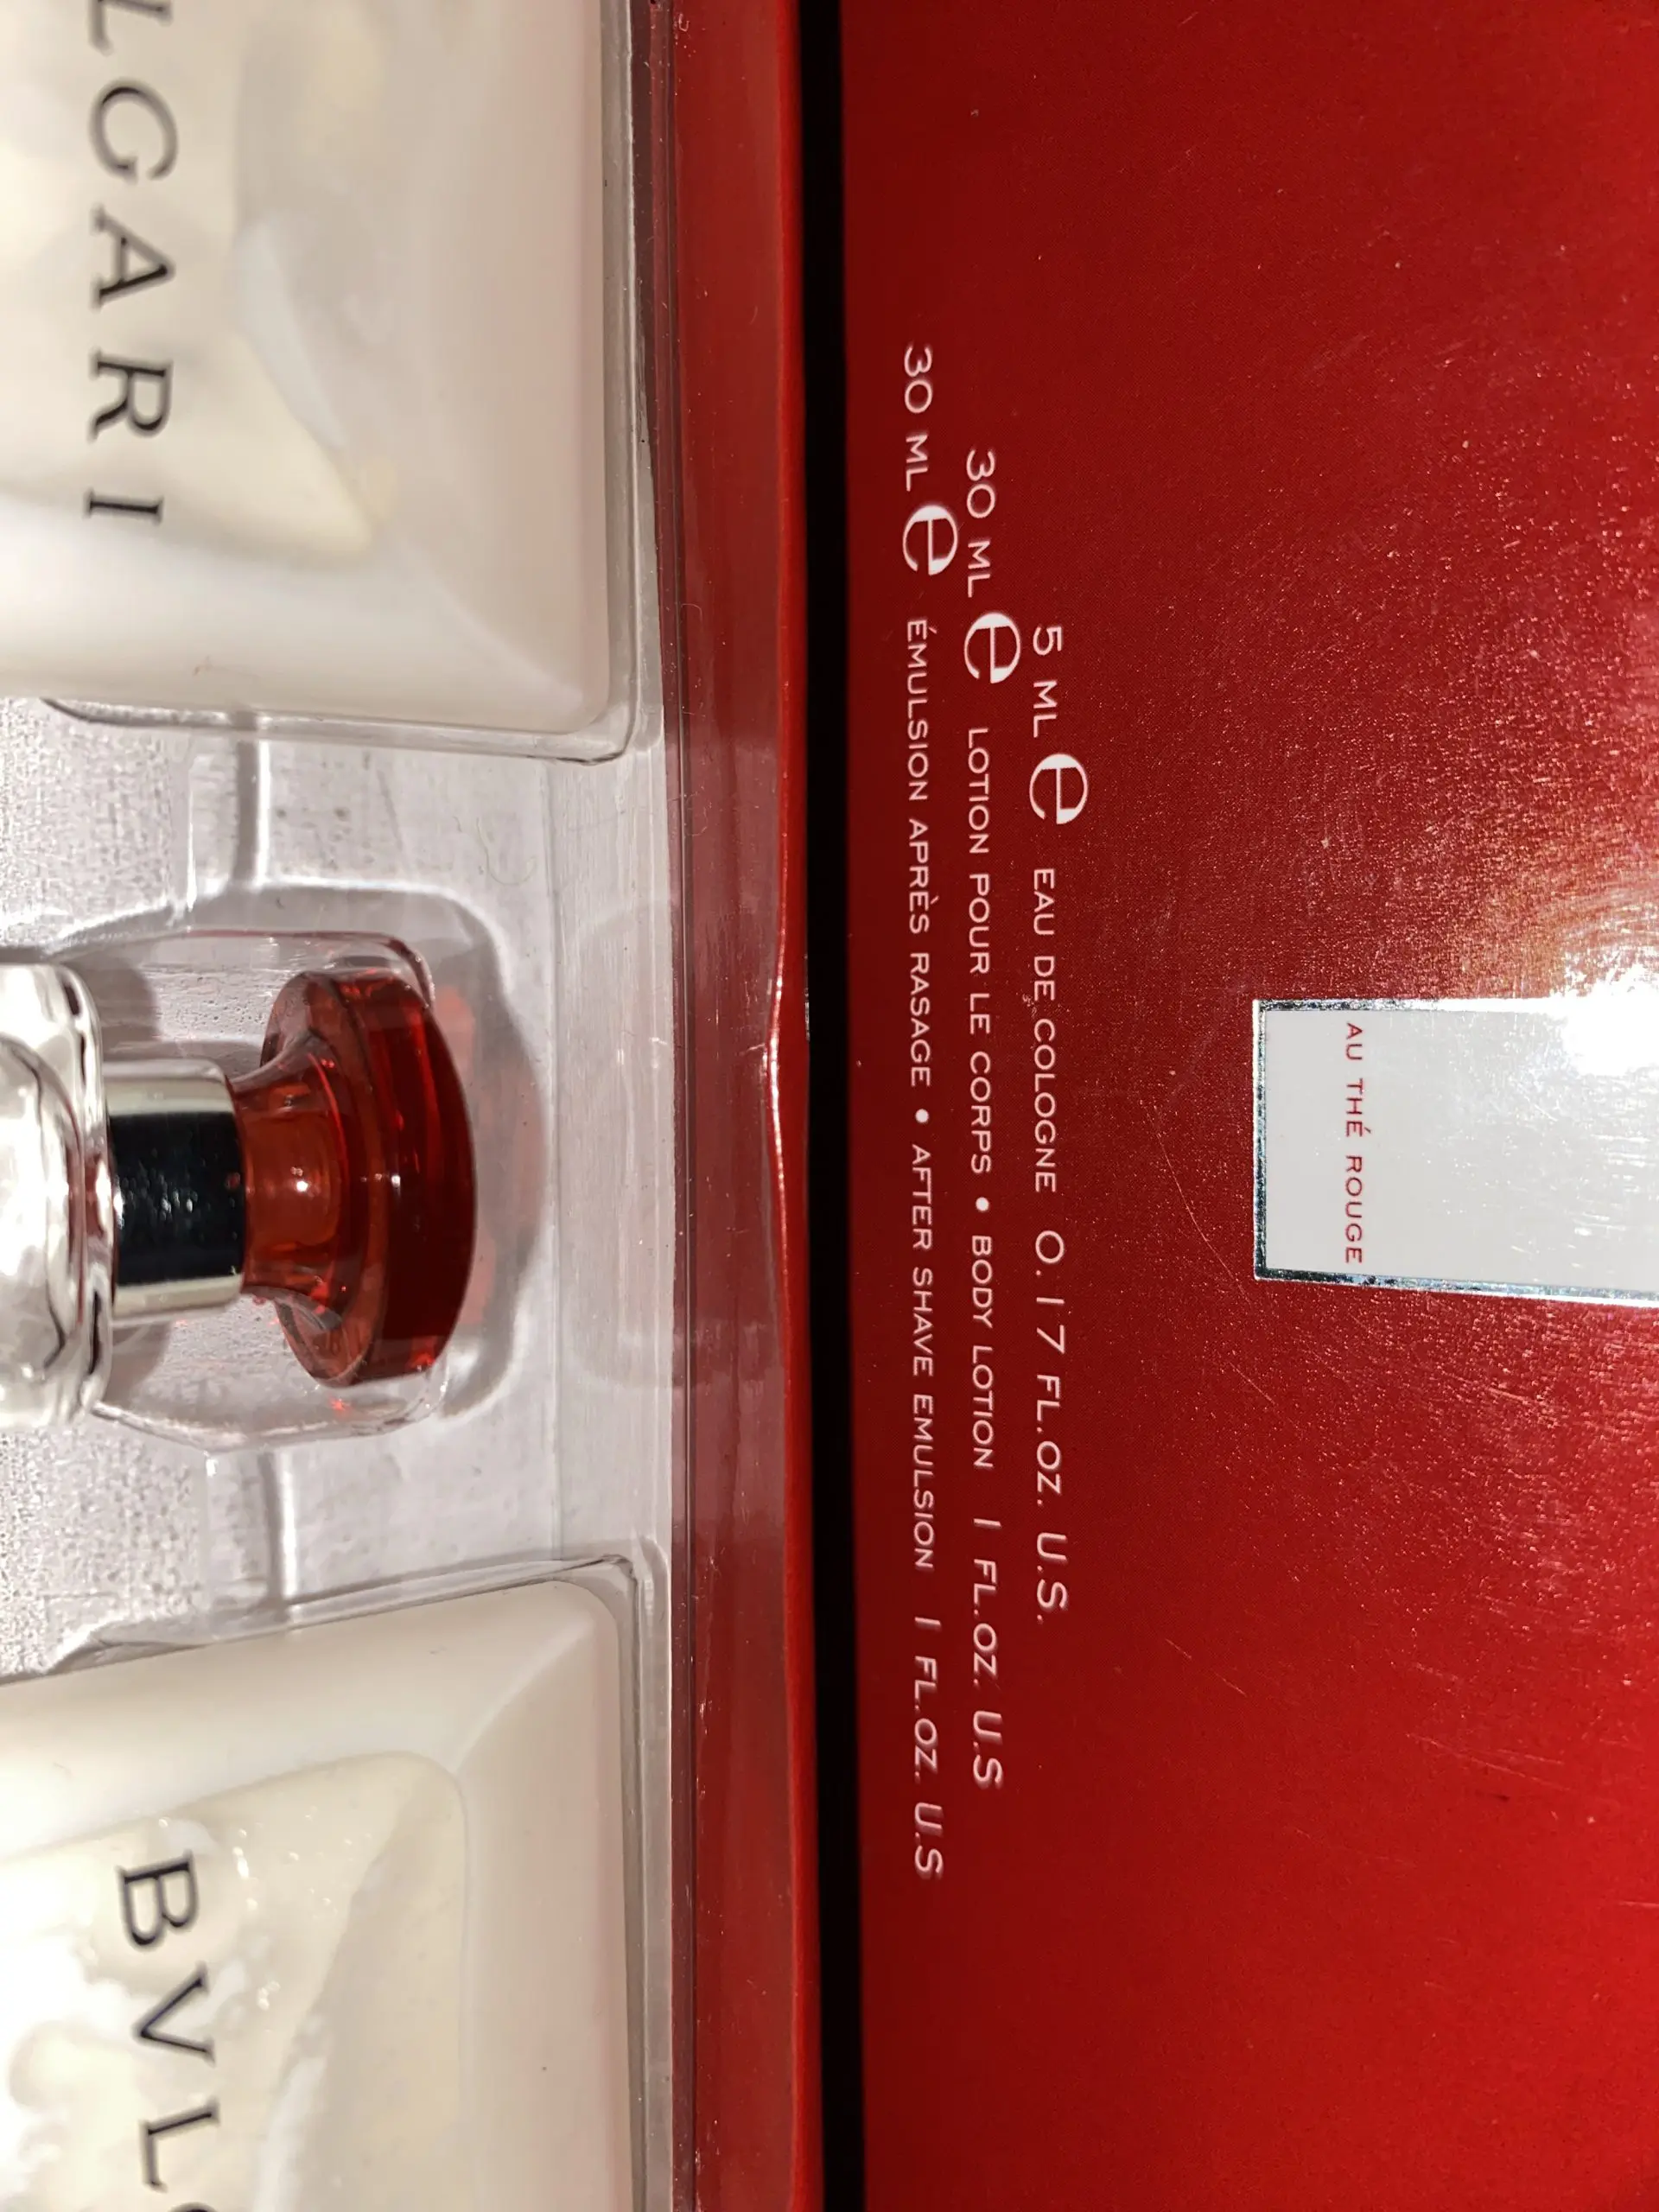 AU THÉ ROUGE
5 ML e EAU DE COLOGNE 0.17 FL.OZ. U.S.
30 ML e LOTION POUR LE CORPS • BODY LOTION 1 FL.OZ. U.S
30 ML e ÉMULSION APRÈS RASAGE • AFTER SHAVE EMULSION 1 FL.OZ. U.S
BVLG
LGARI